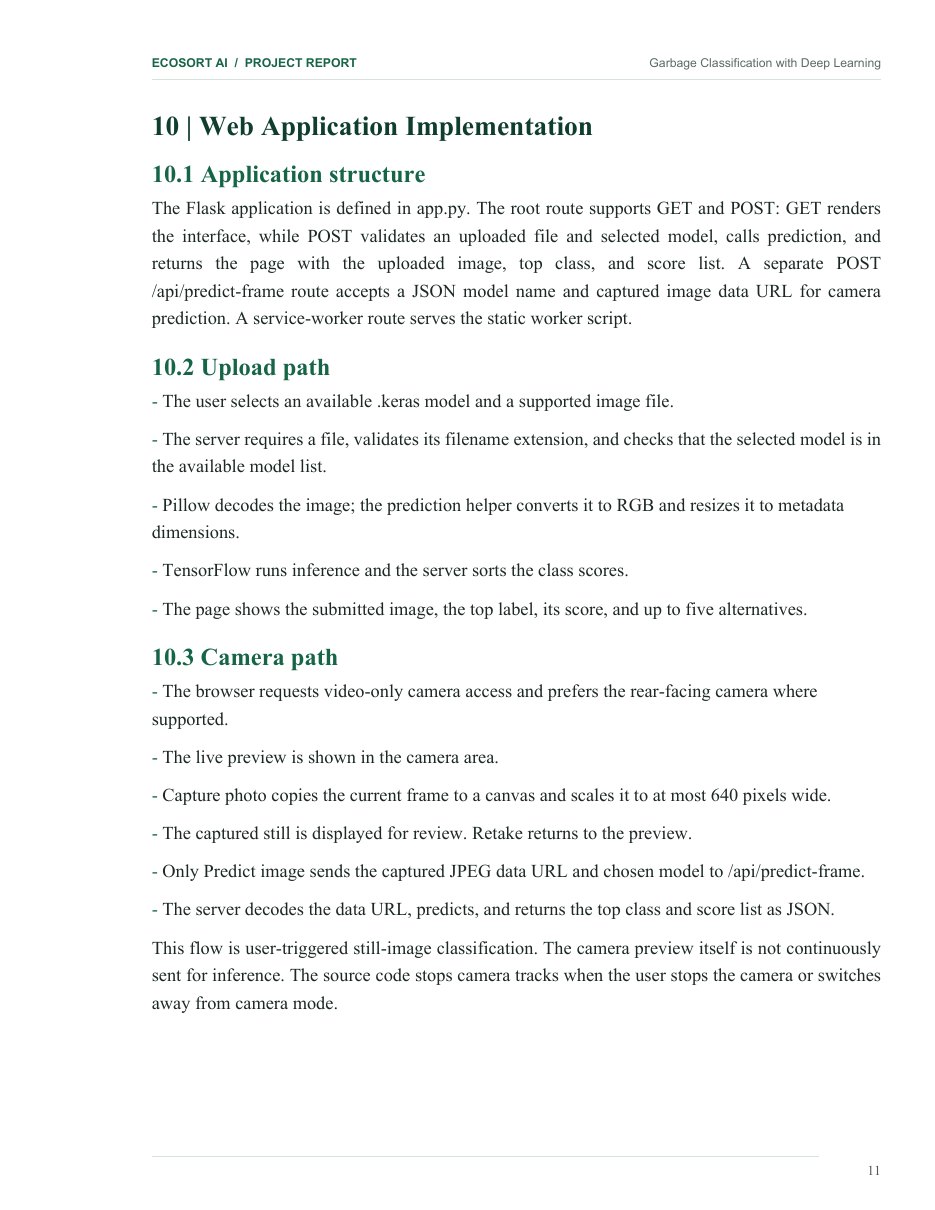 ECOSORT AI / PROJECT REPORT
Garbage Classification with Deep Learning
10 | Web Application Implementation
10.1 Application structure
The Flask application is defined in app.py. The root route supports GET and POST: GET renders
the interface, while POST validates an uploaded file and selected model, calls prediction, and
returns the page with the uploaded image, top class, and score list. A separate POST
/api/predict-frame route accepts a JSON model name and captured image data URL for camera
prediction. A service-worker route serves the static worker script.
10.2 Upload path
- The user selects an available .keras model and a supported image file.
- The server requires a file, validates its filename extension, and checks that the selected model is in
the available model list.
- Pillow decodes the image; the prediction helper converts it to RGB and resizes it to metadata
dimensions.
- TensorFlow runs inference and the server sorts the class scores.
- The page shows the submitted image, the top label, its score, and up to five alternatives.
10.3 Camera path
- The browser requests video-only camera access and prefers the rear-facing camera where
supported.
- The live preview is shown in the camera area.
- Capture photo copies the current frame to a canvas and scales it to at most 640 pixels wide.
- The captured still is displayed for review. Retake returns to the preview.
- Only Predict image sends the captured JPEG data URL and chosen model to /api/predict-frame.
- The server decodes the data URL, predicts, and returns the top class and score list as JSON.
This flow is user-triggered still-image classification. The camera preview itself is not continuously
sent for inference. The source code stops camera tracks when the user stops the camera or switches
away from camera mode.
11